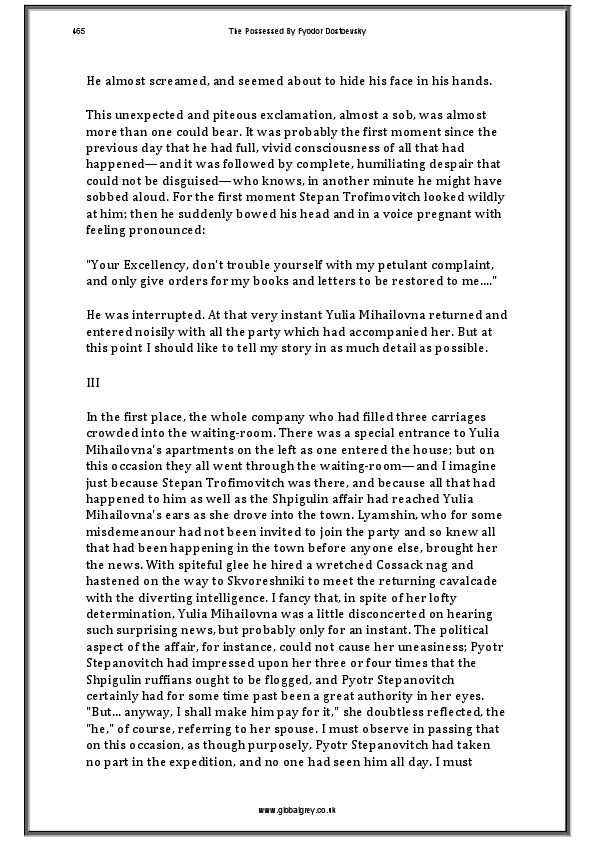 465 The Possessed By Fyodor Dostoevsky
He almost screamed, and seemed about to hide his face in his hands.
This unexpected and piteous exclamation, almost a sob, was almost
more than one could bear. It was probably the first moment since the
previous day that he had full, vivid consciousness of all that had
happened—and it was followed by complete, humiliating despair that
could not be disguised—who knows, in another minute he might have
sobbed aloud. For the first moment Stepan Trofimovitch looked wildly
at him; then he suddenly bowed his head and in a voice pregnant with
feeling pronounced:
"Your Excellency, don't trouble yourself with my petulant complaint,
and only give orders for my books and letters to be restored to me...."
He was interrupted. At that very instant Yulia Mihailovna returned and
entered noisily with all the party which had accompanied her. But at
this point I should like to tell my story in as much detail as possible.
III
In the first place, the whole company who had filled three carriages
crowded into the waiting-room. There was a special entrance to Yulia
Mihailovna's apartments on the left as one entered the house; but on
this occasion they all went through the waiting-room—and I imagine
just because Stepan Trofimovitch was there, and because all that had
happened to him as well as the Shpigulin affair had reached Yulia
Mihailovna's ears as she drove into the town. Lyamshin, who for some
misdemeanour had not been invited to join the party and so knew all
that had been happening in the town before anyone else, brought her
the news. With spiteful glee he hired a wretched Cossack nag and
hastened on the way to Skvoreshniki to meet the returning cavalcade
with the diverting intelligence. I fancy that, in spite of her lofty
determination, Yulia Mihailovna was a little disconcerted on hearing
such surprising news, but probably only for an instant. The political
aspect of the affair, for instance, could not cause her uneasiness; Pyotr
Stepanovitch had impressed upon her three or four times that the
Shpigulin ruffians ought to be flogged, and Pyotr Stepanovitch
certainly had for some time past been a great authority in her eyes.
"But... anyway, I shall make him pay for it," she doubtless reflected, the
"he," of course, referring to her spouse. I must observe in passing that
on this occasion, as though purposely, Pyotr Stepanovitch had taken
no part in the expedition, and no one had seen him all day. I must
www.globalgrey.co.uk